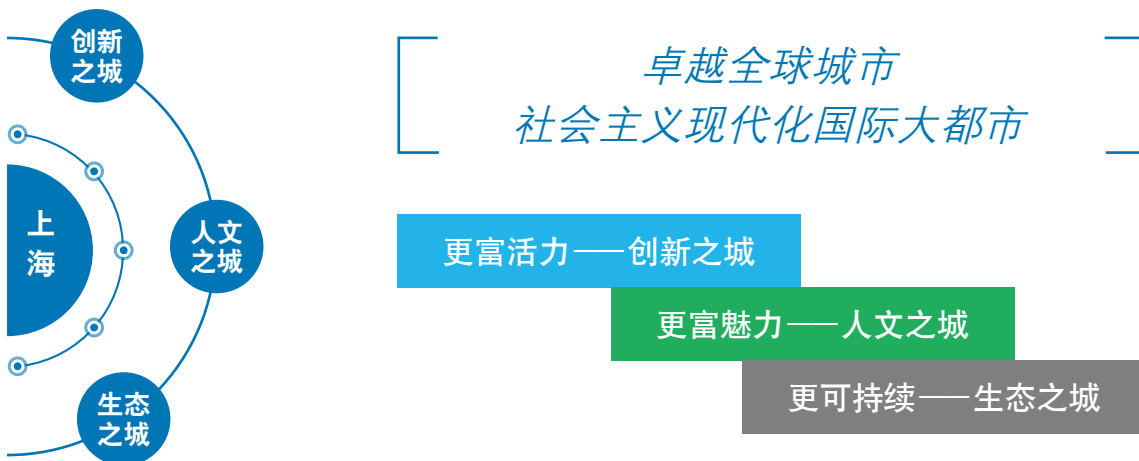 创新
之城
上
海
人文
之城
生态
之城
卓越全球城市
社会主义现代化国际大都市
更富活力——创新之城
更富魅力——人文之城
更可持续——生态之城